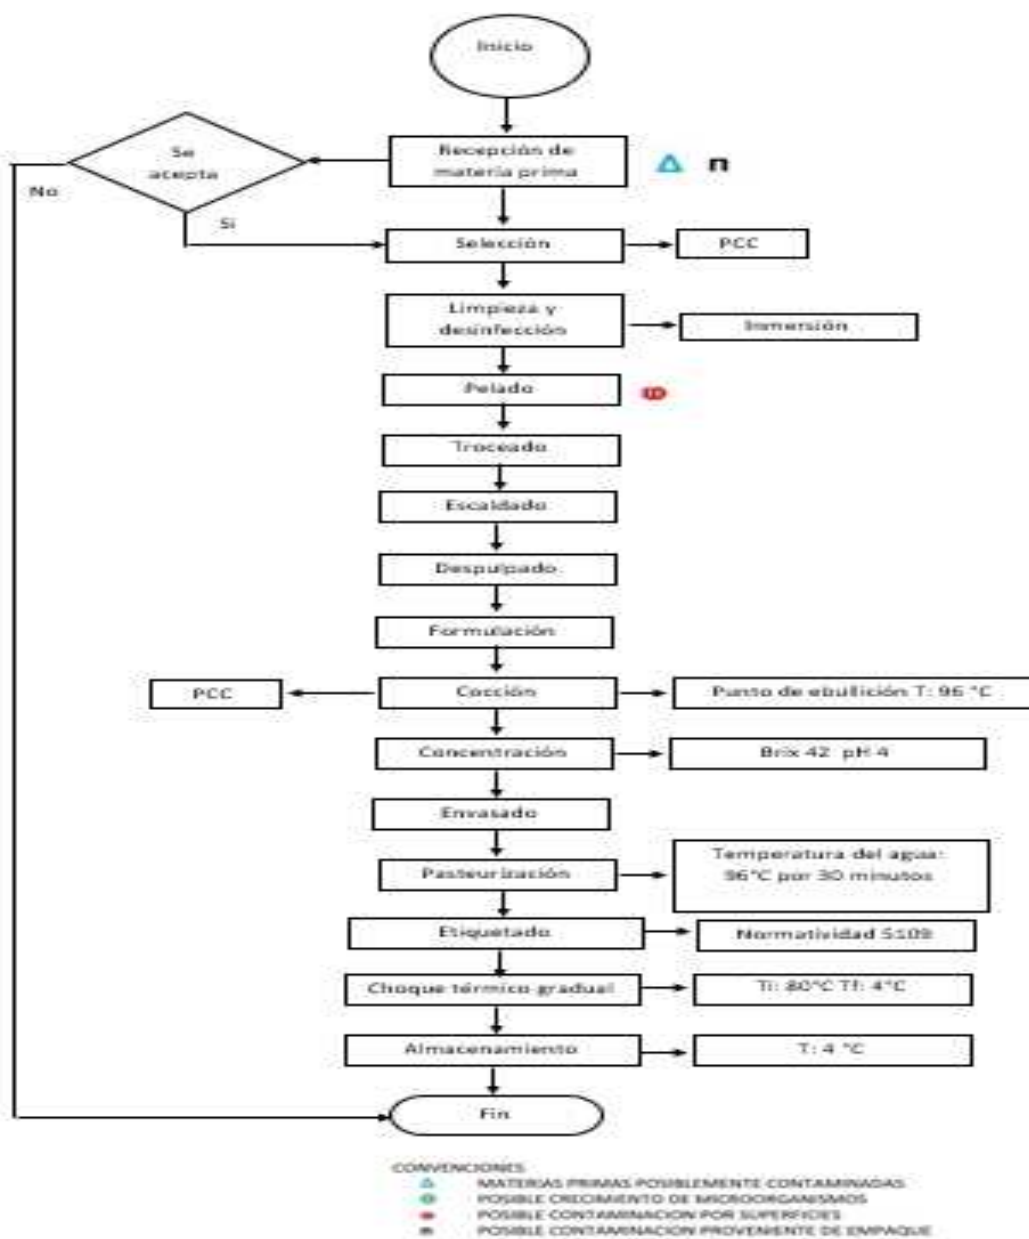 Inicio
Recepción de
materia prima
n
Se
acepta
No
Si
Selección
PCC
Limpieza y
desinfección
Inmersión
Pelado
Troceado
Escaldado
Despulpado
Formulación
PCC
Cocción
Punto de ebullición T: 96 °C
Concentración
Brix 42 pH 4
Envasado
Pasteurización
Temperatura del agua:
96°C por 30 minutos
Etiquetado
Normatividad 5109
Choque térmico gradual
Ti: 80°C Tf: 4°C
Almacenamiento
T: 4 °C
Fin
CONVENCIONES
MATERIAS PRIMAS POSIBLEMENTE CONTAMINADAS
POSIBLE CRECIMIENTO DE MICROORGANISMOS
POSIBLE CONTAMINACION POR SUPERFICIES
n POSIBLE CONTAMINACION PROVENIENTE DE EMPAQUE